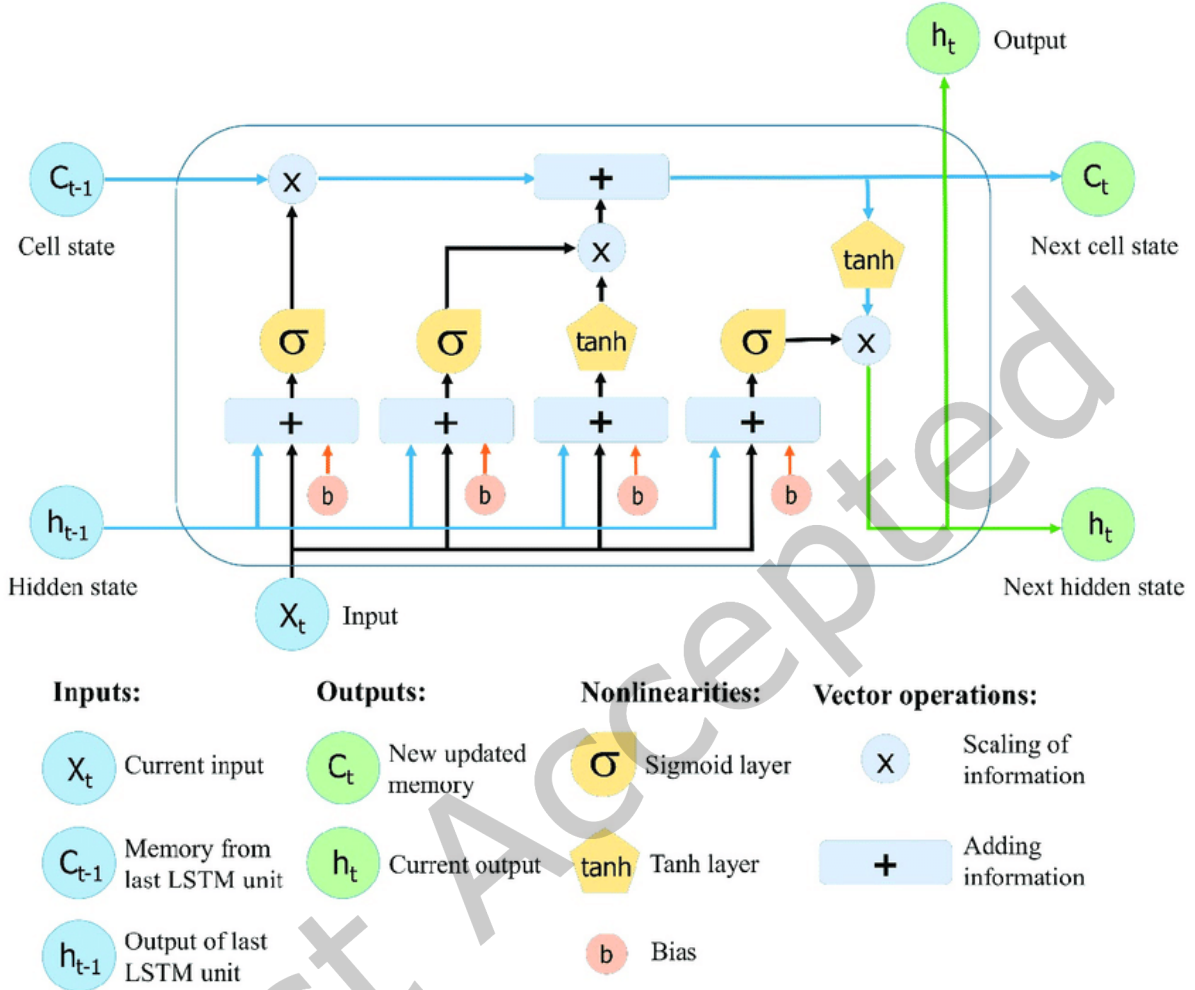 ht Output
Ct-1 x + Ct
Cell state Next cell state
x tanh
σ σ tanh σ x
+ + + +
b b b b
ht-1 ht
Hidden state Next hidden state
Xt Input
Inputs: Outputs: Nonlinearities: Vector operations:
Xt Current input
Ct-1 Memory from
last LSTM unit
ht-1 Output of last
LSTM unit
Ct New updated
memory
ht Current output
σ Sigmoid layer
tanh Tanh layer
b Bias
x Scaling of
information
+ Adding
information
st Accepted